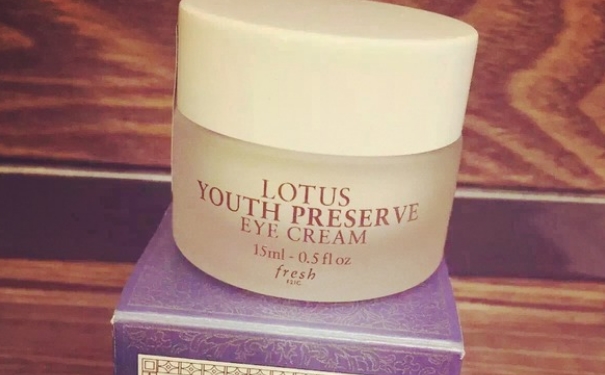 LOTUS
YOUTH PRESERVE
EYE CREAM
15ml - 0.5 fl oz
fresh